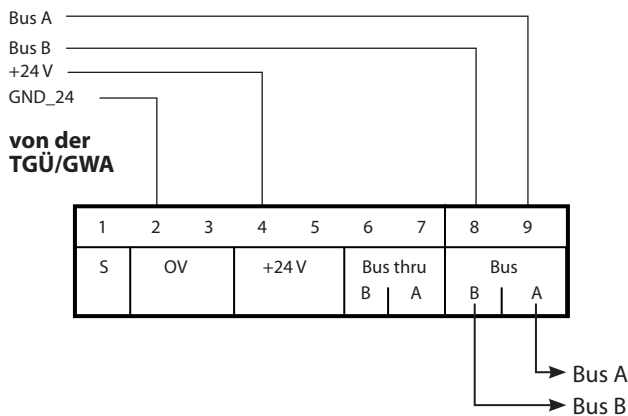 Bus A
Bus B
+24 V
GND_24
von der
TGÜ/GWA
1 2 3 4 5 6 7 8 9
S OV +24 V Bus thru Bus
B A B A
Bus A
Bus B